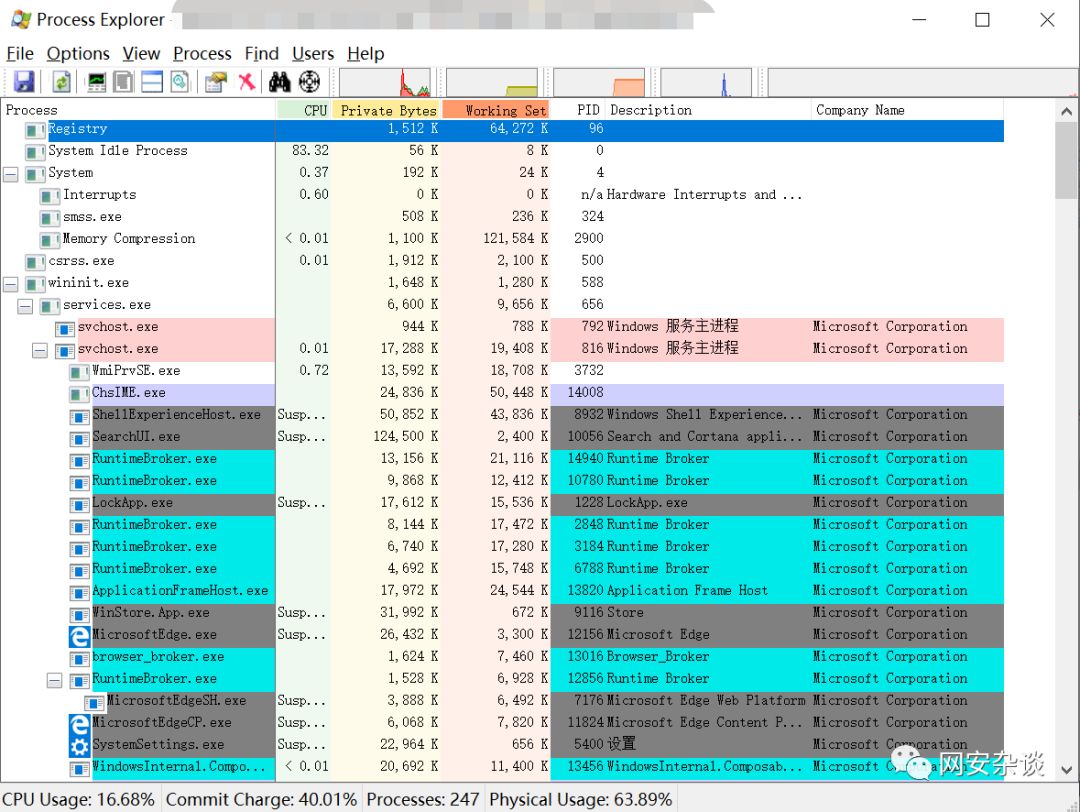 Process Explorer
File Options View Process Find Users Help
Process CPU Private Bytes Working Set PID Description Company Name
Registry 1,512 K 64,272 K 96
System Idle Process 83.32 56 K 8 K 0
System 0.37 192 K 24 K 4
Interrupts 0.60 0 K 0 K n/a Hardware Interrupts and ...
smss.exe 508 K 236 K 324
Memory Compression < 0.01 1,100 K 121,584 K 2900
csrss.exe 0.01 1,912 K 2,100 K 500
wininit.exe 1,648 K 1,280 K 588
services.exe 6,600 K 9,656 K 656
svchost.exe 944 K 788 K 792 Windows 服务主进程 Microsoft Corporation
svchost.exe 0.01 17,288 K 19,408 K 816 Windows 服务主进程 Microsoft Corporation
WmiPrvSE.exe 0.72 13,592 K 18,708 K 3732
ChsIME.exe 24,836 K 50,448 K 14008
ShellExperienceHost.exe Susp... 50,852 K 43,836 K 8932 Windows Shell Experience... Microsoft Corporation
SearchUI.exe Susp... 124,500 K 2,400 K 10056 Search and Cortana appli... Microsoft Corporation
RuntimeBroker.exe 13,156 K 21,116 K 14940 Runtime Broker Microsoft Corporation
RuntimeBroker.exe 9,868 K 12,412 K 10780 Runtime Broker Microsoft Corporation
LockApp.exe Susp... 17,612 K 15,536 K 1228 LockApp.exe Microsoft Corporation
RuntimeBroker.exe 8,144 K 17,472 K 2848 Runtime Broker Microsoft Corporation
RuntimeBroker.exe 6,740 K 17,280 K 3184 Runtime Broker Microsoft Corporation
RuntimeBroker.exe 4,692 K 15,748 K 6788 Runtime Broker Microsoft Corporation
ApplicationFrameHost.exe 17,972 K 24,544 K 13820 Application Frame Host Microsoft Corporation
WinStore.App.exe Susp... 31,992 K 672 K 9116 Store Microsoft Corporation
MicrosoftEdge.exe Susp... 26,432 K 3,300 K 12156 Microsoft Edge Microsoft Corporation
browser_broker.exe 1,624 K 7,460 K 13016 Browser_Broker Microsoft Corporation
RuntimeBroker.exe 1,528 K 6,928 K 12856 Runtime Broker Microsoft Corporation
MicrosoftEdgeSH.exe Susp... 3,888 K 6,492 K 7176 Microsoft Edge Web Platform Microsoft Corporation
MicrosoftEdgeCP.exe Susp... 6,068 K 7,820 K 11824 Microsoft Edge Content P... Microsoft Corporation
SystemSettings.exe Susp... 22,964 K 656 K 5400 设置 Microsoft Corporation
WindowsInternal.Compo... < 0.01 20,692 K 11,400 K 13456 WindowsInternal.Composab... Microsoft Corporation
网安杂谈
CPU Usage: 16.68% Commit Charge: 40.01% Processes: 247 Physical Usage: 63.89%